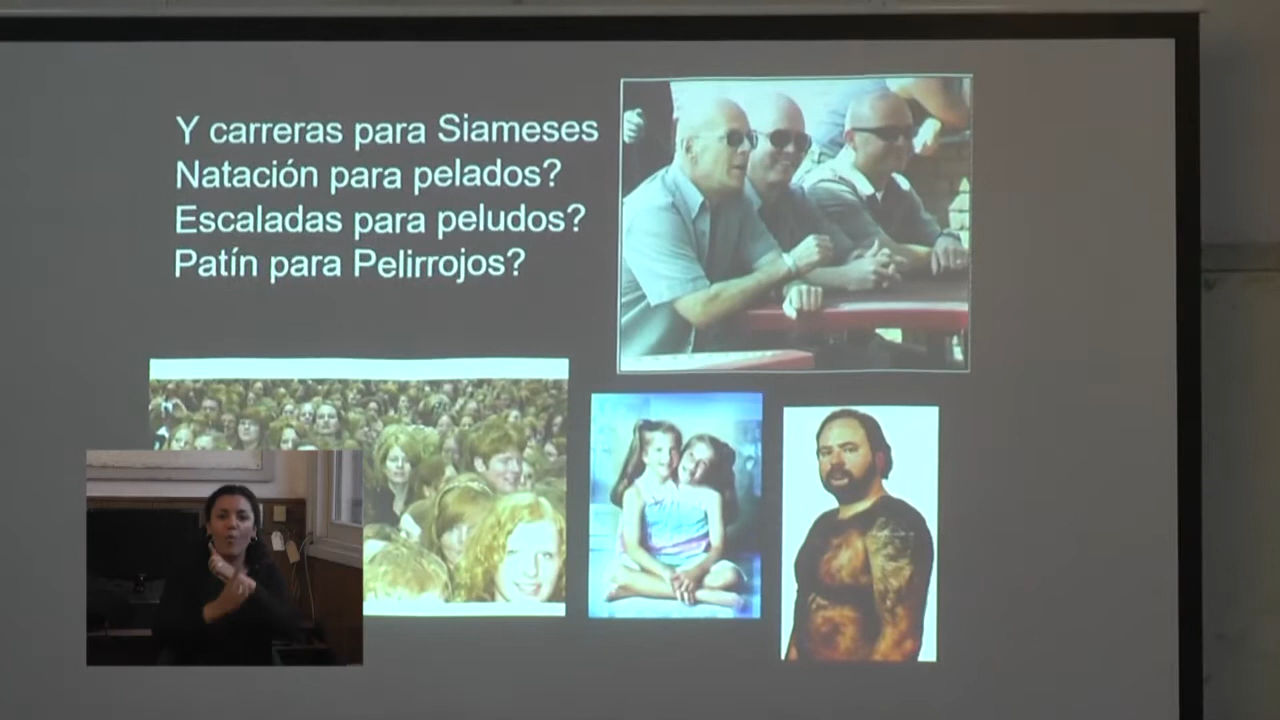 Y carreras para Siameses
Natación para pelados?
Escaladas para peludos?
Patín para Pelirrojos?